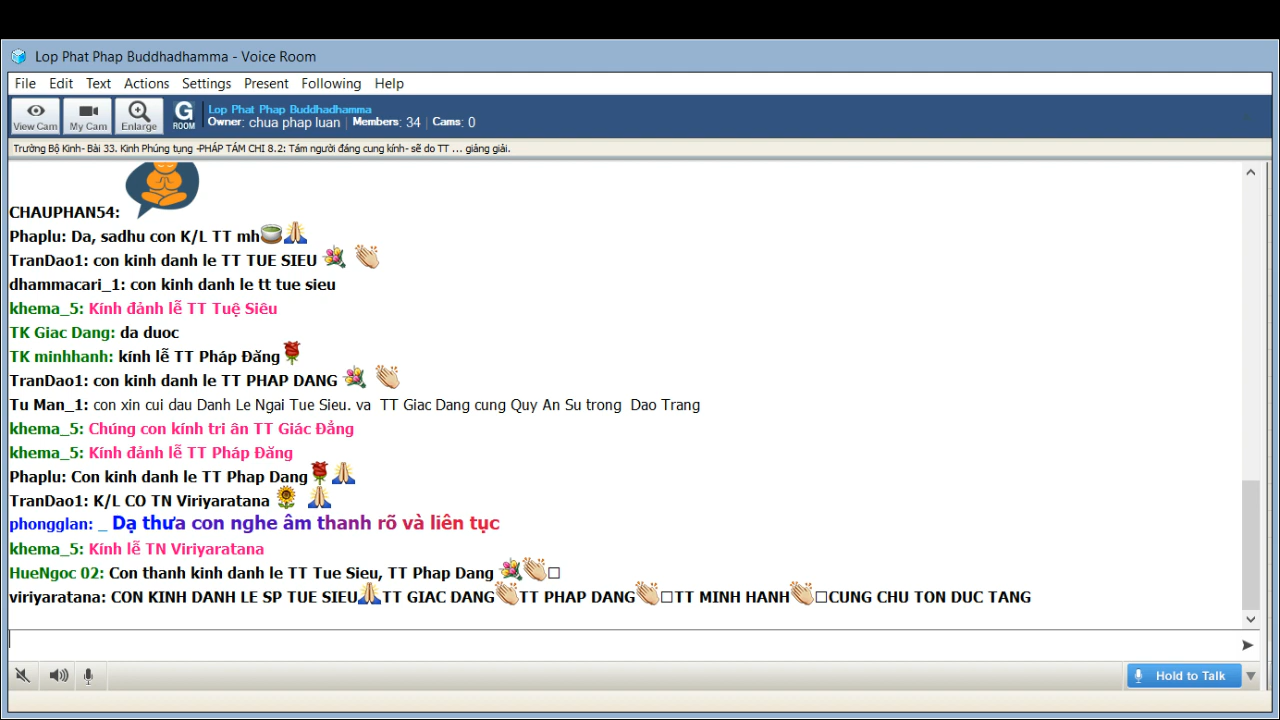 Lop Phat Phap Buddhadhamma - Voice Room
File Edit Text Actions Settings Present Following Help
View Cam My Cam Enlarge G ROOM Lop Phat Phap Buddhadhamma
Owner: chua phap luan | Members: 34 | Cams: 0
Trường Bộ Kinh- Bài 33. Kinh Phúng tụng -PHÁP TÁM CHI 8.2: Tám người đáng cung kính- sẽ do TT ... giảng giải.
CHAUPHAN54:
Phaplu: Da, sadhu con K/L TT mh🍵🙏
TranDao1: con kinh danh le TT TUE SIEU 💐 👏
dhammacari_1: con kinh danh le tt tue sieu
khema_5: Kính đảnh lễ TT Tuệ Siêu
TK Giac Dang: da duoc
TK minhhanh: kính lễ TT Pháp Đăng🌹
TranDao1: con kinh danh le TT PHAP DANG 💐 👏
Tu Man_1: con xin cui dau Danh Le Ngai Tue Sieu. va TT Giac Dang cung Quy An Su trong Dao Trang
khema_5: Chúng con kính tri ân TT Giác Đẳng
khema_5: Kính đảnh lễ TT Pháp Đăng
Phaplu: Con kinh danh le TT Phap Dang🌹🙏
TranDao1: K/L CO TN Viriyaratana 🌻 🙏
phongglan: _ Dạ thưa con nghe âm thanh rõ và liên tục
khema_5: Kính lễ TN Viriyaratana
HueNgoc 02: Con thanh kinh danh le TT Tue Sieu, TT Phap Dang 💐👏□
viriyaratana: CON KINH DANH LE SP TUE SIEU🙏TT GIAC DANG👏TT PHAP DANG👏□TT MINH HANH👏□CUNG CHU TON DUC TANG
Hold to Talk